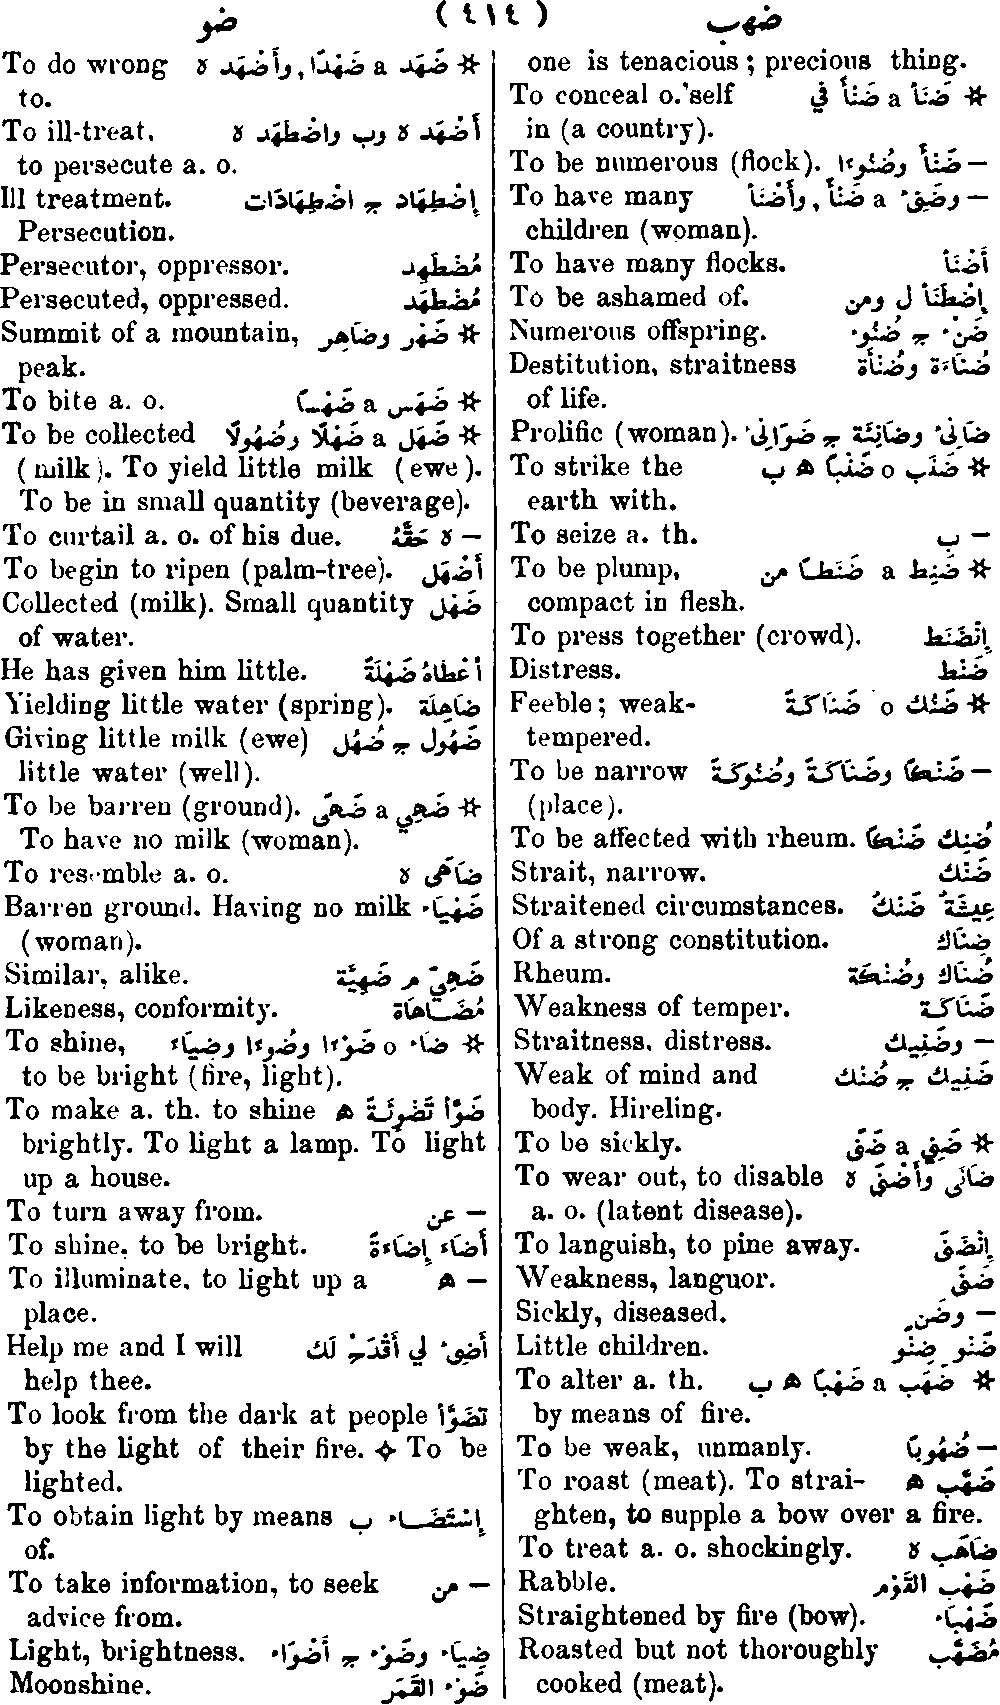 ضو ( ٤١٤ ) ضهب
one is tenacious ; precious thing.
To conceal o.'self ✲ ضَنَأَ a ضَنْأً في
in (a country).
To be numerous (flock). — ضَنْأً وضُنُوءًا
To have many — وضَنِئَ a ضَنْأً, وأَضْنَأَ
children (woman).
To have many flocks. أَضْنَأَ
To be ashamed of. إِضْطَنَأَ ل ومن
Numerous offspring. ضَنْء ج ضُنُوء
Destitution, straitness ضُنَاءَة وضُنْأَة
of life.
Prolific (woman). ضَانِئ وضَانِئَة ج ضَوَانِئ
To strike the ✲ ضَنَب o ضَنْبًا ه ب
earth with.
To seize a. th. — ب
To be plump, ✲ ضَنِط a ضَنَطًا من
compact in flesh.
To press together (crowd). إِنْضَنَط
Distress. ضَنْط
Feeble ; weak- ✲ ضَنُك o ضَنَاكَةً
tempered.
To be narrow — ضَنْكًا وضَنَاكَةً وضُنُوكَةً
(place).
To be affected with rheum. ضُنِك ضَنْكًا
Strait, narrow. ضَنْك
Straitened circumstances. عِيشَةٌ ضَنْكٌ
Of a strong constitution. ضِنَاك
Rheum. ضُنَاك وضُنْكَة
Weakness of temper. ضَنَاكَة
Straitness, distress. — وضَنِيك
Weak of mind and ضَنِيك ج ضُنُك
body. Hireling.
To be sickly. ✲ ضَنِي a ضَنًى
To wear out, to disable ضَانَى وأَضْنَى ه
a. o. (latent disease).
To languish, to pine away. إِنْضَنَى
Weakness, languor. ضَنًى
Sickly, diseased. — وضَنٍ
Little children. ضَنْو ضِنْو
To alter a. th. ✲ ضَهَب a ضَهْبًا ه ب
by means of fire.
To be weak, unmanly. — ضُهُوبًا
To roast (meat). To strai- ضَهَّب ه
ghten, to supple a bow over a fire.
To treat a. o. shockingly. ضَاهَب ه
Rabble. ضَهْب القَوْم
Straightened by fire (bow). ضَهْبَاء
Roasted but not thoroughly مُضَهَّب
cooked (meat).
To do wrong ✲ ضَهَد a ضَهْدًا, وأَضْهَد ه
to.
To ill-treat, أَضْهَد ه وب واضْطَهَد ه
to persecute a. o.
Ill treatment. إِضْطِهَاد ج اضْطِهَادَات
Persecution.
Persecutor, oppressor. مُضْطَهِد
Persecuted, oppressed. مُضْطَهَد
Summit of a mountain, ✲ ضَهْر وضَاهِر
peak.
To bite a. o. ✲ ضَهَس a ضَهْسًا
To be collected ✲ ضَهَل a ضَهْلًا وضُهُولًا
(milk). To yield little milk (ewe).
To be in small quantity (beverage).
To curtail a. o. of his due. — ه حَقَّهُ
To begin to ripen (palm-tree). أَضْهَل
Collected (milk). Small quantity ضَهْل
of water.
He has given him little. أَعْطَاهُ ضَهْلَةً
Yielding little water (spring). ضَاهِلَة
Giving little milk (ewe) ضَهُول ج ضُهُل
little water (well).
To be barren (ground). ✲ ضَهِي a ضَهًى
To have no milk (woman).
To resemble a. o. ضَاهَى ه
Barren ground. Having no milk ضَهْيَاء
(woman).
Similar, alike. ضَهِيّ م ضَهِيَّة
Likeness, conformity. مُضَاهَاة
To shine, ✲ ضَاء o ضَوْءًا وضُوءًا وضِيَاءً
to be bright (fire, light).
To make a. th. to shine ضَوَّأَ تَضْوِئَةً ه
brightly. To light a lamp. To light
up a house.
To turn away from. — عن
To shine, to be bright. أَضَاءَ إِضَاءَةً
To illuminate, to light up a — ه
place.
Help me and I will أَضِئْ لي أَقْدَحْ لَك
help thee.
To look from the dark at people تَضَوَّأَ
by the light of their fire. ✧ To be
lighted.
To obtain light by means إِسْتَضَاء ب
of.
To take information, to seek — من
advice from.
Light, brightness. ضِيَاء وضَوْء ج أَضْوَاء
Moonshine. ضَوْء القَمَر